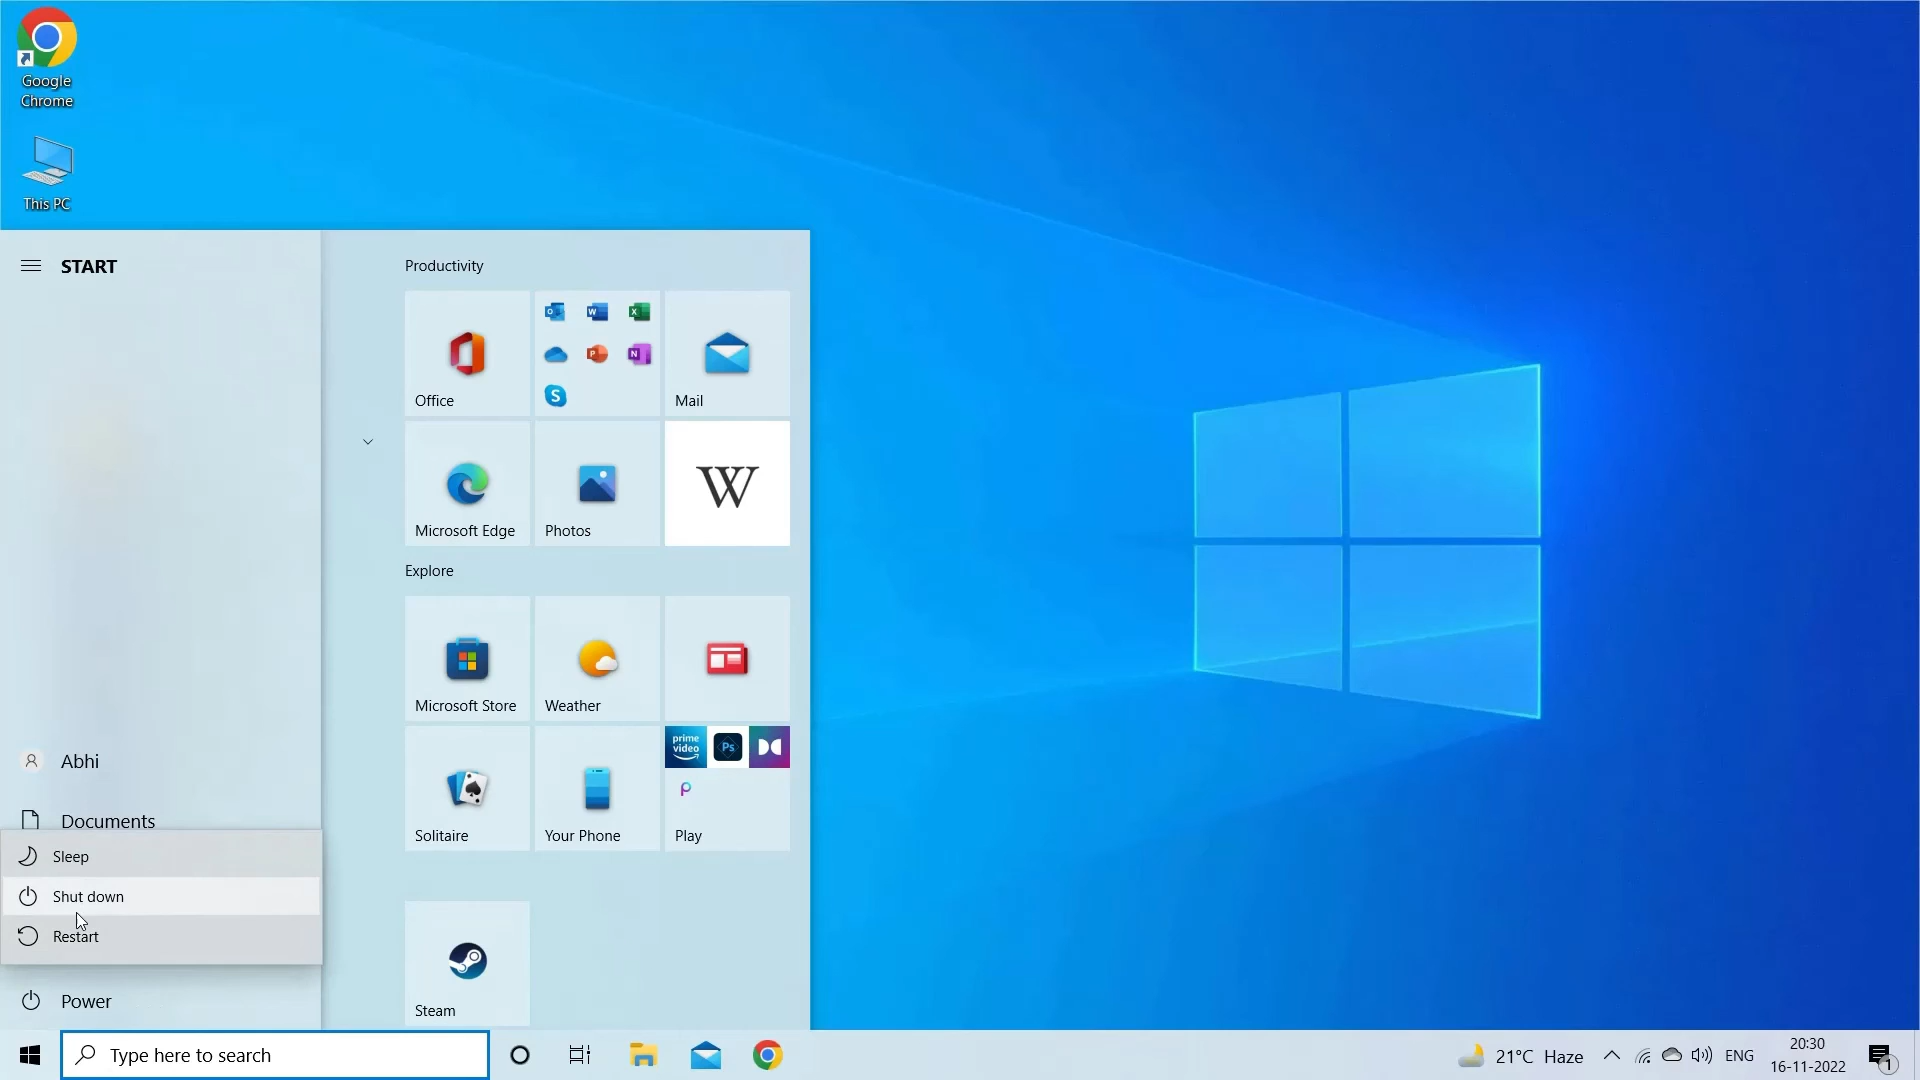 Google
Chrome
This PC
START
Productivity
Office
Mail
Microsoft Edge
Photos
W
Explore
Microsoft Store
Weather
prime
video
Ps
Solitaire
Your Phone
Play
Abhi
Documents
Sleep
Shut down
Restart
Power
Steam
Type here to search
21°C Haze
ENG
20:30
16-11-2022
1